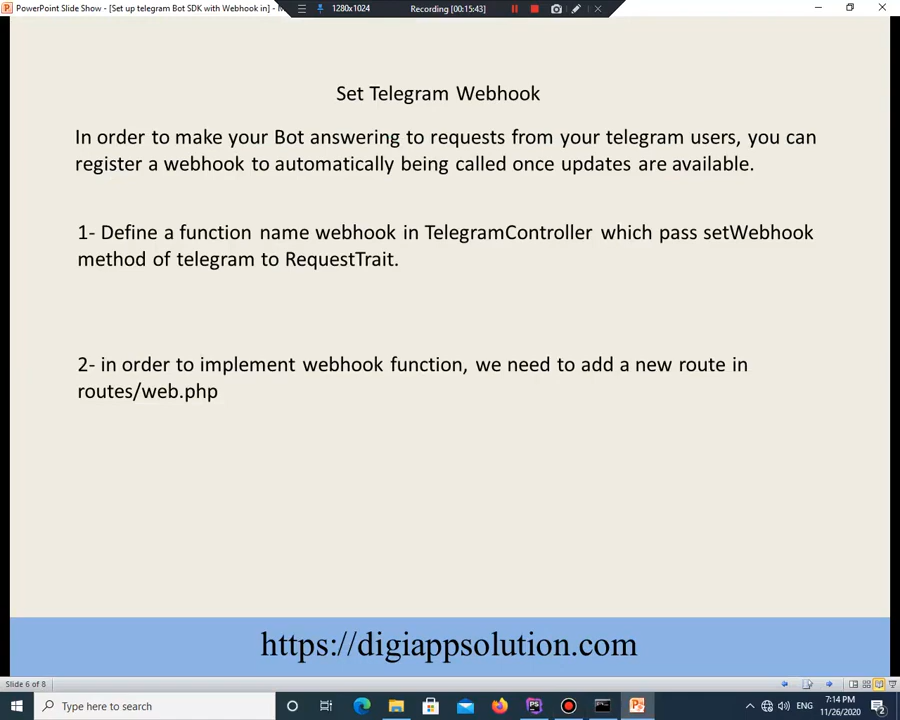 PowerPoint Slide Show - [Set up telegram Bot SDK with Webhook in] -
1280x1024
Recording [00:15:43]
Set Telegram Webhook
In order to make your Bot answering to requests from your telegram users, you can
register a webhook to automatically being called once updates are available.
1- Define a function name webhook in TelegramController which pass setWebhook
method of telegram to RequestTrait.
2- in order to implement webhook function, we need to add a new route in
routes/web.php
https://digiappsolution.com
Slide 6 of 8
Type here to search
7:14 PM
11/26/2020
2